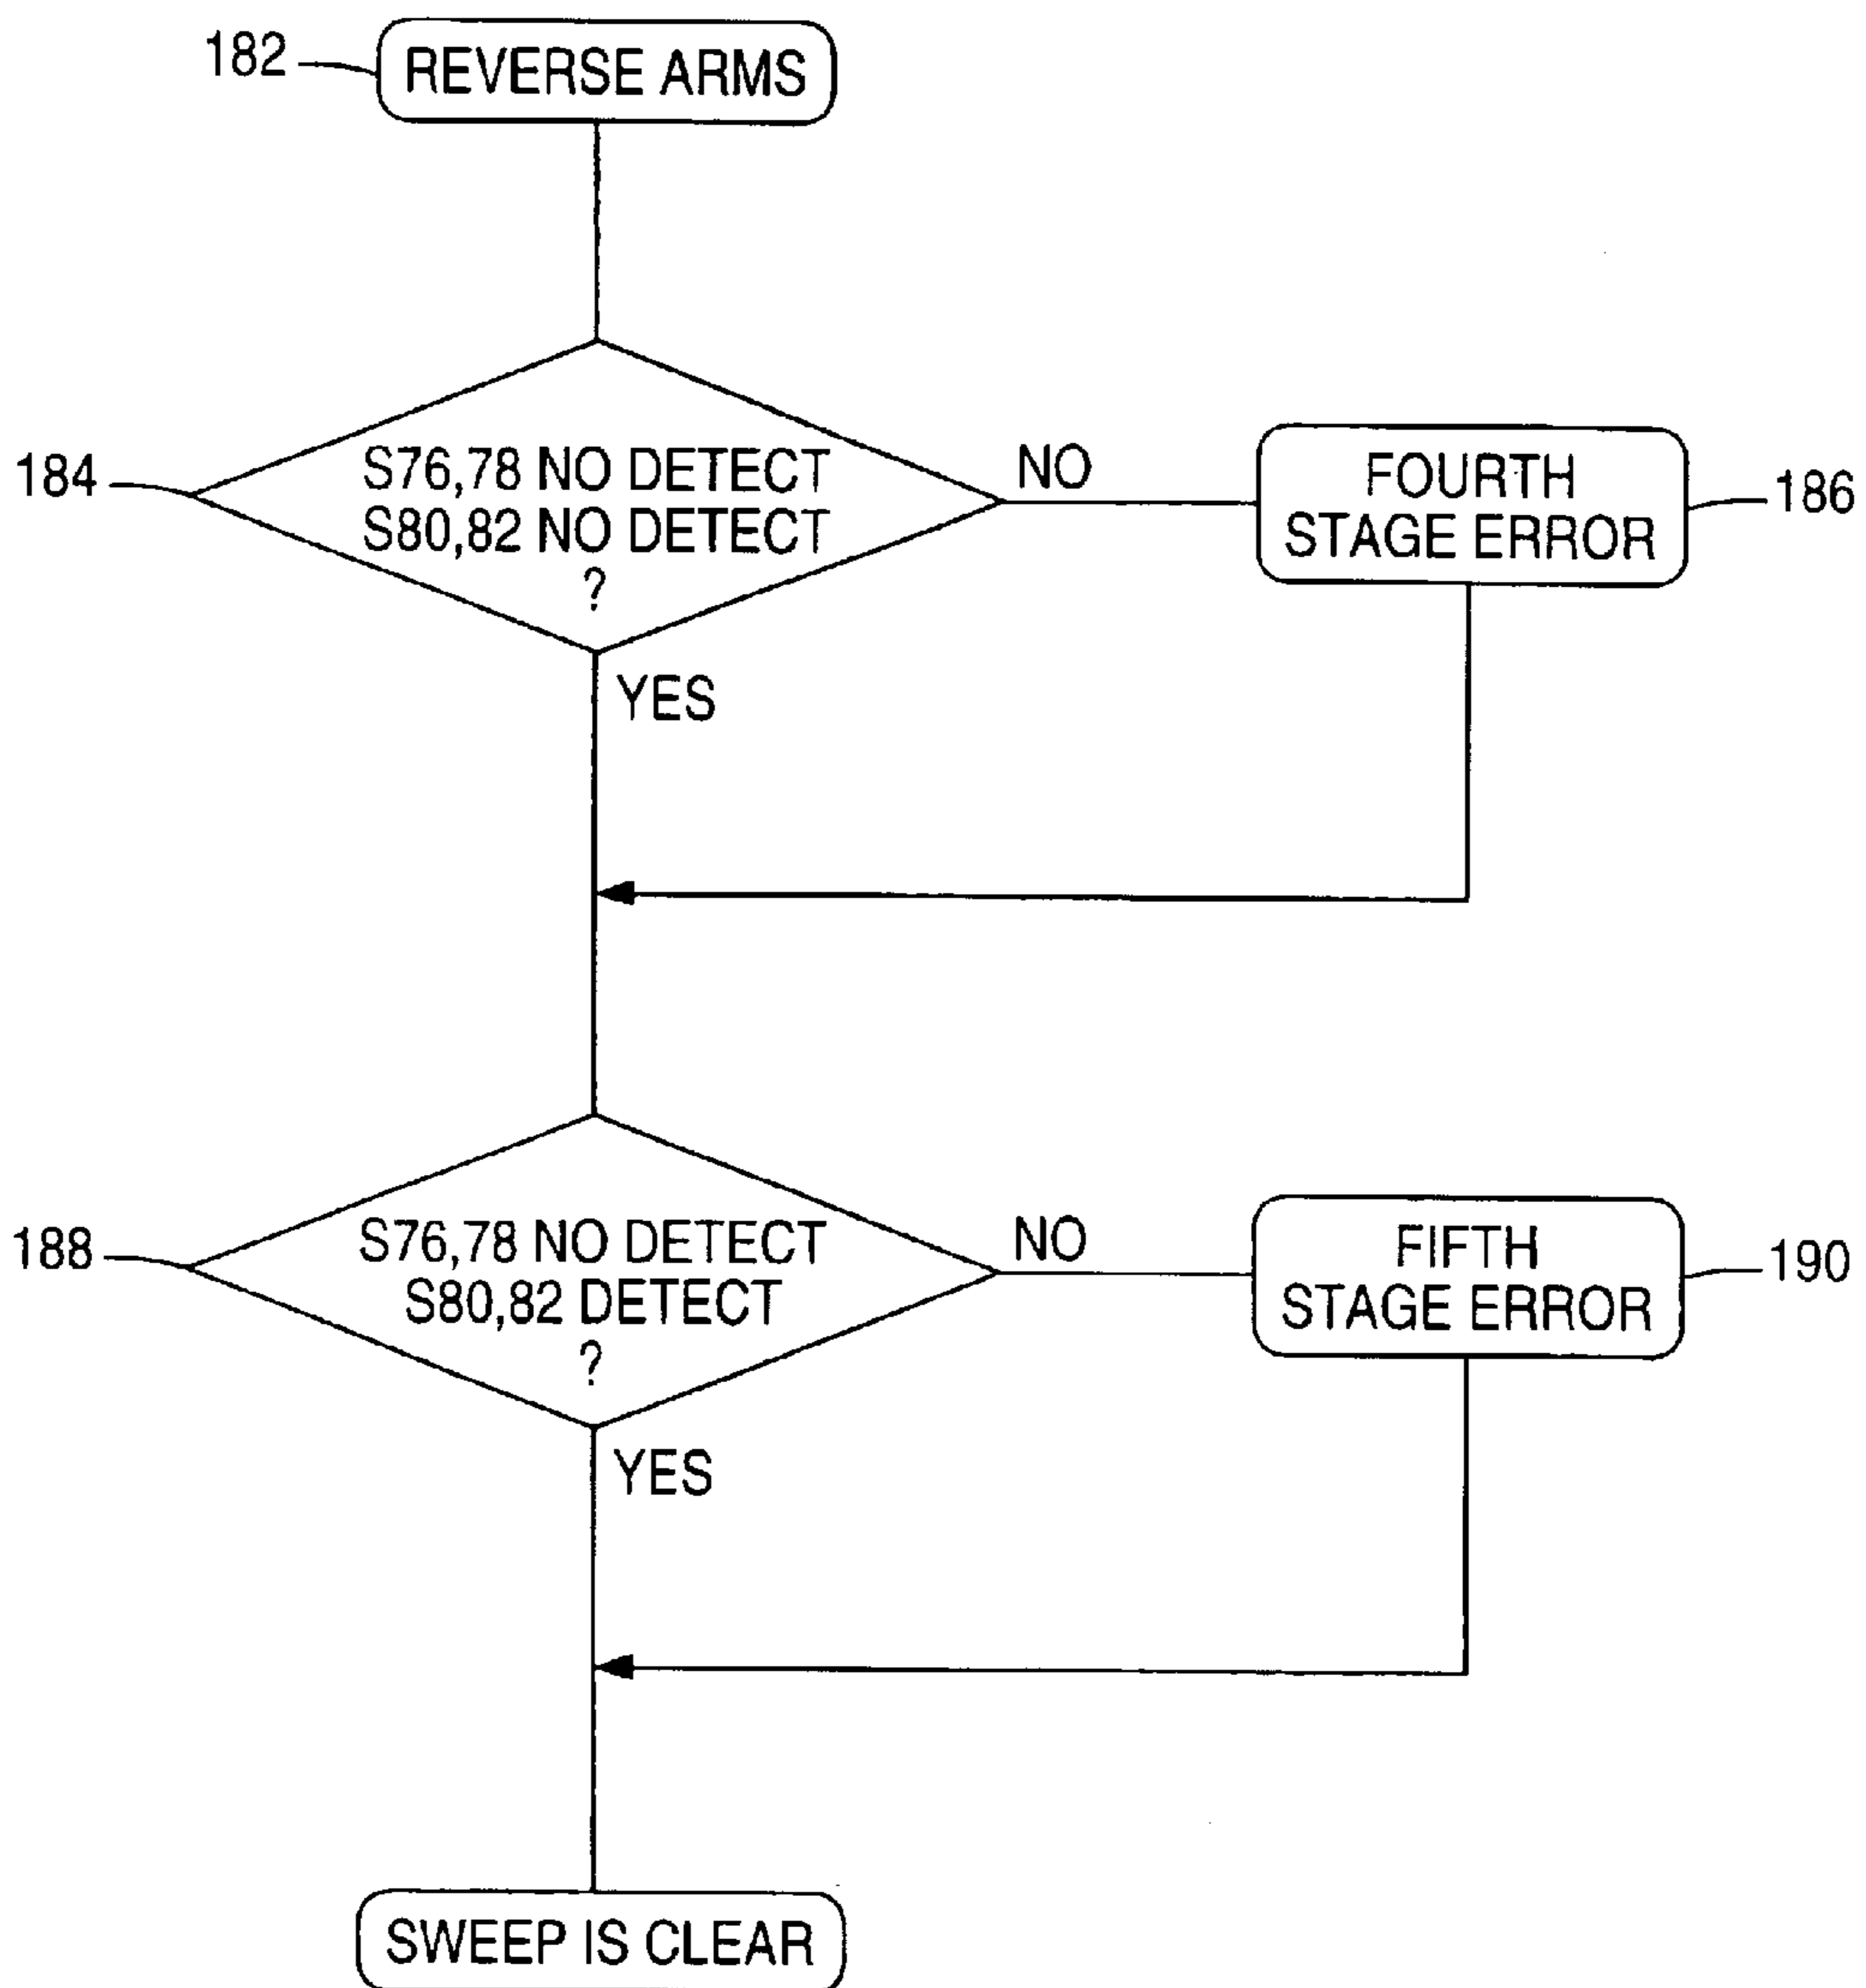 182
REVERSE ARMS
184
S76,78 NO DETECT
S80,82 NO DETECT
?
NO
FOURTH
STAGE ERROR
186
YES
188
S76,78 NO DETECT
S80,82 DETECT
?
NO
FIFTH
STAGE ERROR
190
YES
SWEEP IS CLEAR